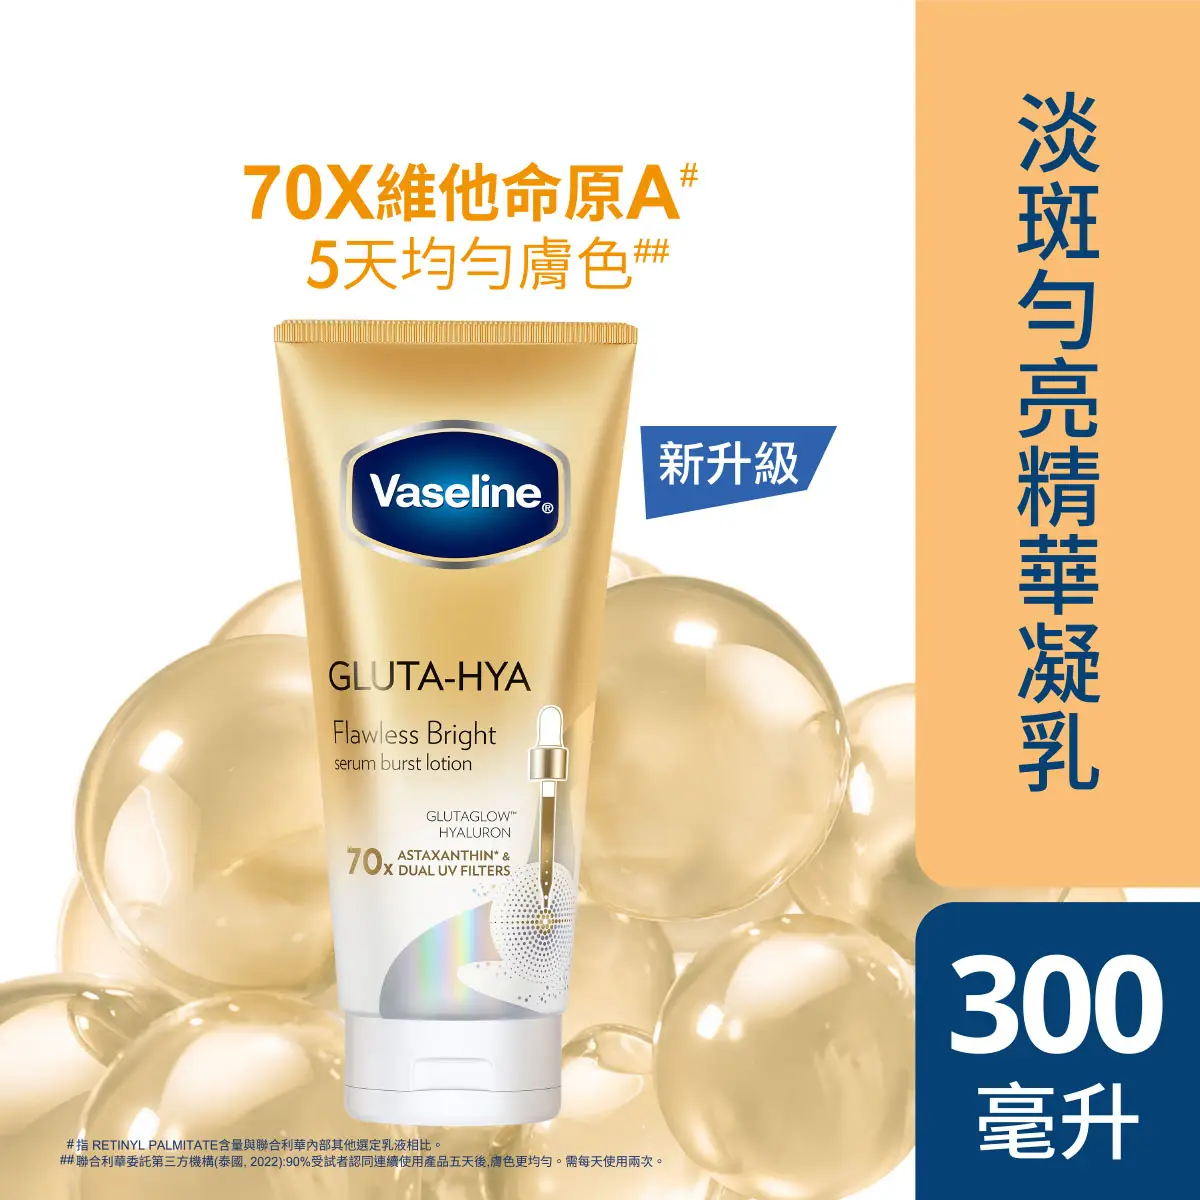 70X維他命原A#
5天均勻膚色##
淡斑勻亮精華凝乳
新升級
Vaseline®
GLUTA-HYA
Flawless Bright
serum burst lotion
GLUTAGLOW™
HYALURON
70x ASTAXANTHIN* &
DUAL UV FILTERS
300
毫升
#指 RETINYL PALMITATE含量與聯合利華內部其他選定乳液相比。
##聯合利華委託第三方機構(泰國, 2022):90%受試者認同連續使用產品五天後,膚色更均勻。需每天使用兩次。